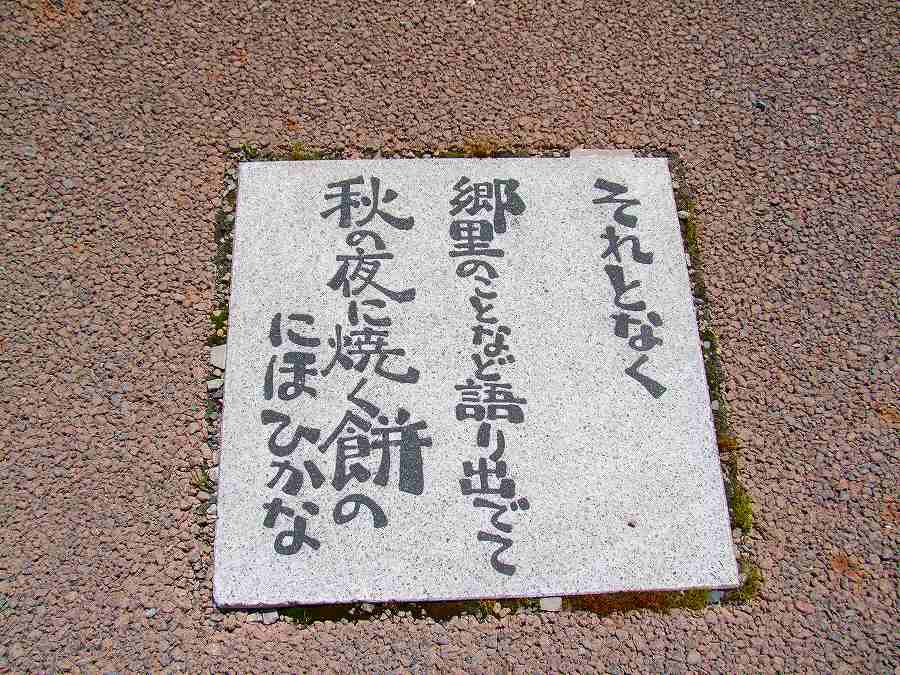 それとなく
郷里のことなど語り出でて
秋の夜に焼く餅の
にほひかな